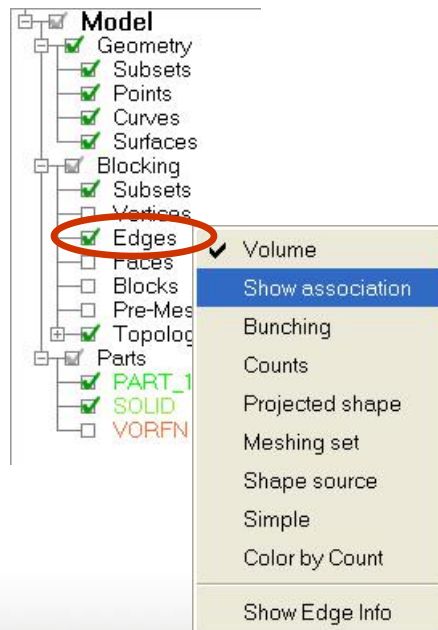 Model
Geometry
Subsets
Points
Curves
Surfaces
Blocking
Subsets
Vertices
Edges
Faces
Blocks
Pre-Mes
Topolog
Parts
PART_1
SOLID
VORFN
Volume
Show association
Bunching
Counts
Projected shape
Meshing set
Shape source
Simple
Color by Count
Show Edge Info